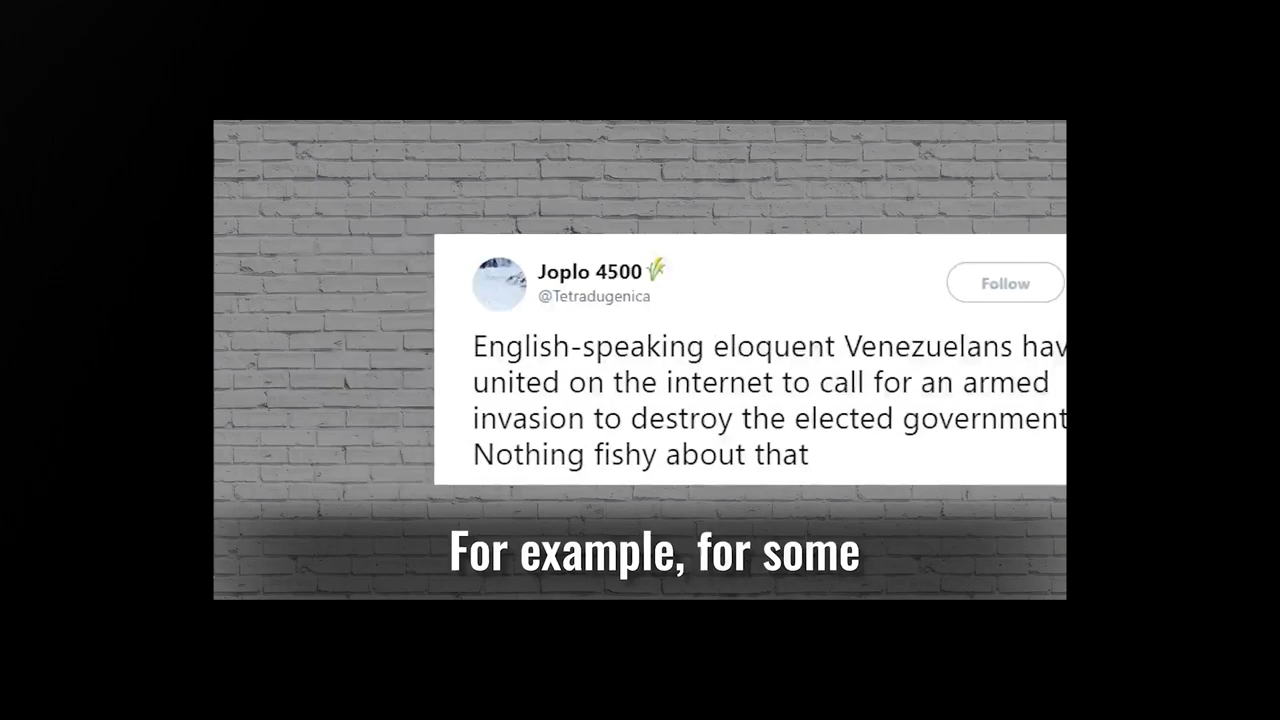 Joplo 4500
@Tetradugenica
Follow
English-speaking eloquent Venezuelans hav
united on the internet to call for an armed
invasion to destroy the elected government
Nothing fishy about that
For example, for some